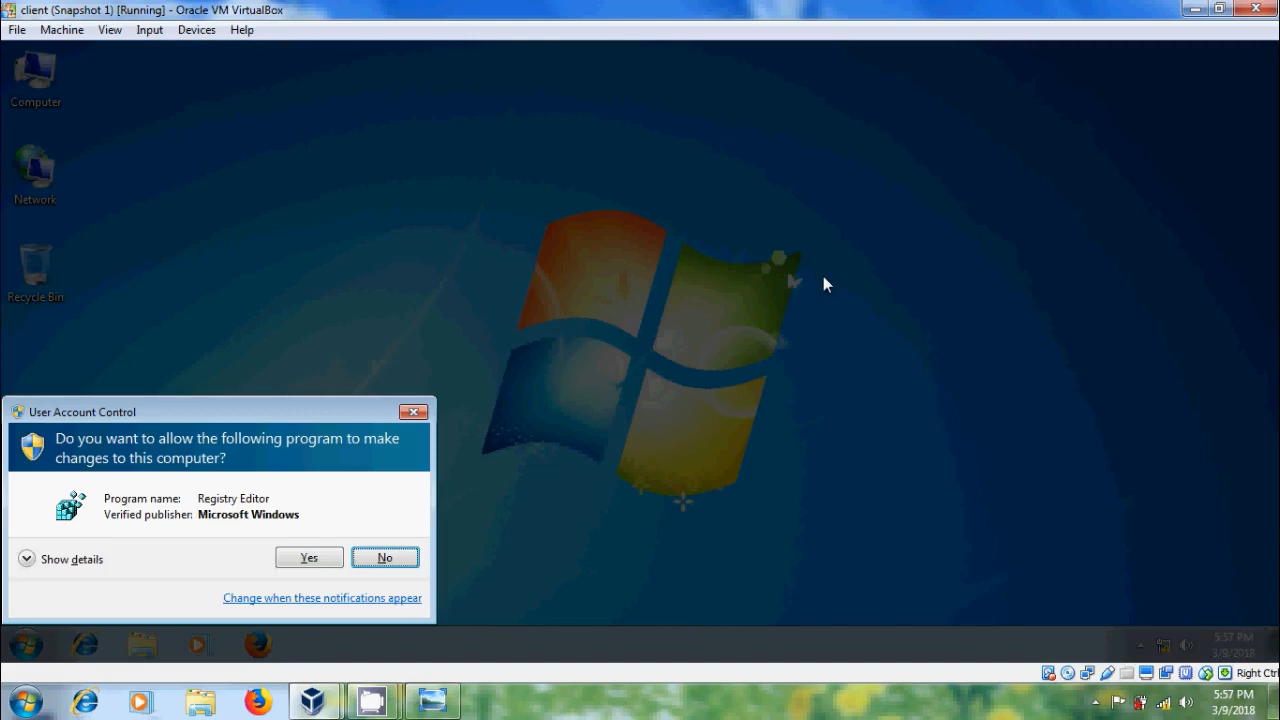 client (Snapshot 1) [Running] - Oracle VM VirtualBox
File Machine View Input Devices Help
Computer
Network
Recycle Bin
User Account Control
Do you want to allow the following program to make
changes to this computer?
Program name: Registry Editor
Verified publisher: Microsoft Windows
Show details
Yes No
Change when these notifications appear
5:57 PM
3/9/2018
Right Ctrl
5:57 PM
3/9/2018